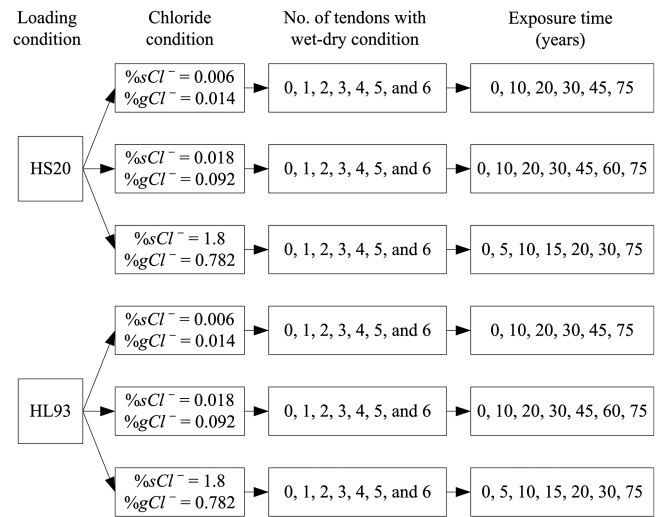 Loading condition
Chloride condition
No. of tendons with wet-dry condition
Exposure time (years)
HS20
%sCl⁻ = 0.006
%gCl⁻ = 0.014
0, 1, 2, 3, 4, 5, and 6
0, 10, 20, 30, 45, 75
%sCl⁻ = 0.018
%gCl⁻ = 0.092
0, 1, 2, 3, 4, 5, and 6
0, 10, 20, 30, 45, 60, 75
%sCl⁻ = 1.8
%gCl⁻ = 0.782
0, 1, 2, 3, 4, 5, and 6
0, 5, 10, 15, 20, 30, 75
HL93
%sCl⁻ = 0.006
%gCl⁻ = 0.014
0, 1, 2, 3, 4, 5, and 6
0, 10, 20, 30, 45, 75
%sCl⁻ = 0.018
%gCl⁻ = 0.092
0, 1, 2, 3, 4, 5, and 6
0, 10, 20, 30, 45, 60, 75
%sCl⁻ = 1.8
%gCl⁻ = 0.782
0, 1, 2, 3, 4, 5, and 6
0, 5, 10, 15, 20, 30, 75